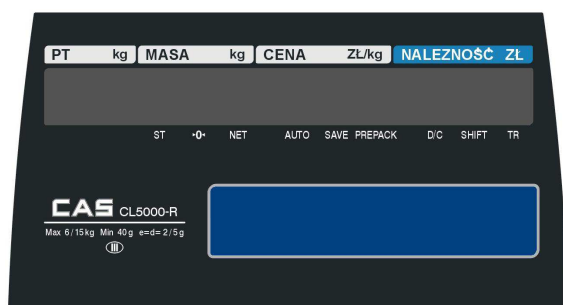 PT kg MASA kg CENA ZŁ/kg NALEZNOŚĆ ZŁ
ST ▸0◂ NET AUTO SAVE PREPACK D/C SHIFT TR
CAS CL5000-R
Max 6/15kg Min 40g e=d=2/5g
III